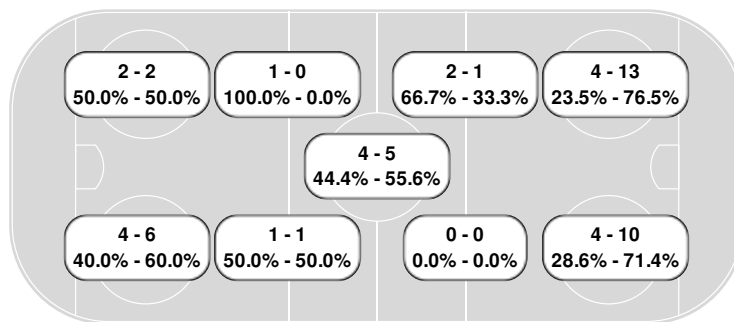 2 - 2
50.0% - 50.0%
1 - 0
100.0% - 0.0%
2 - 1
66.7% - 33.3%
4 - 13
23.5% - 76.5%
4 - 5
44.4% - 55.6%
4 - 6
40.0% - 60.0%
1 - 1
50.0% - 50.0%
0 - 0
0.0% - 0.0%
4 - 10
28.6% - 71.4%